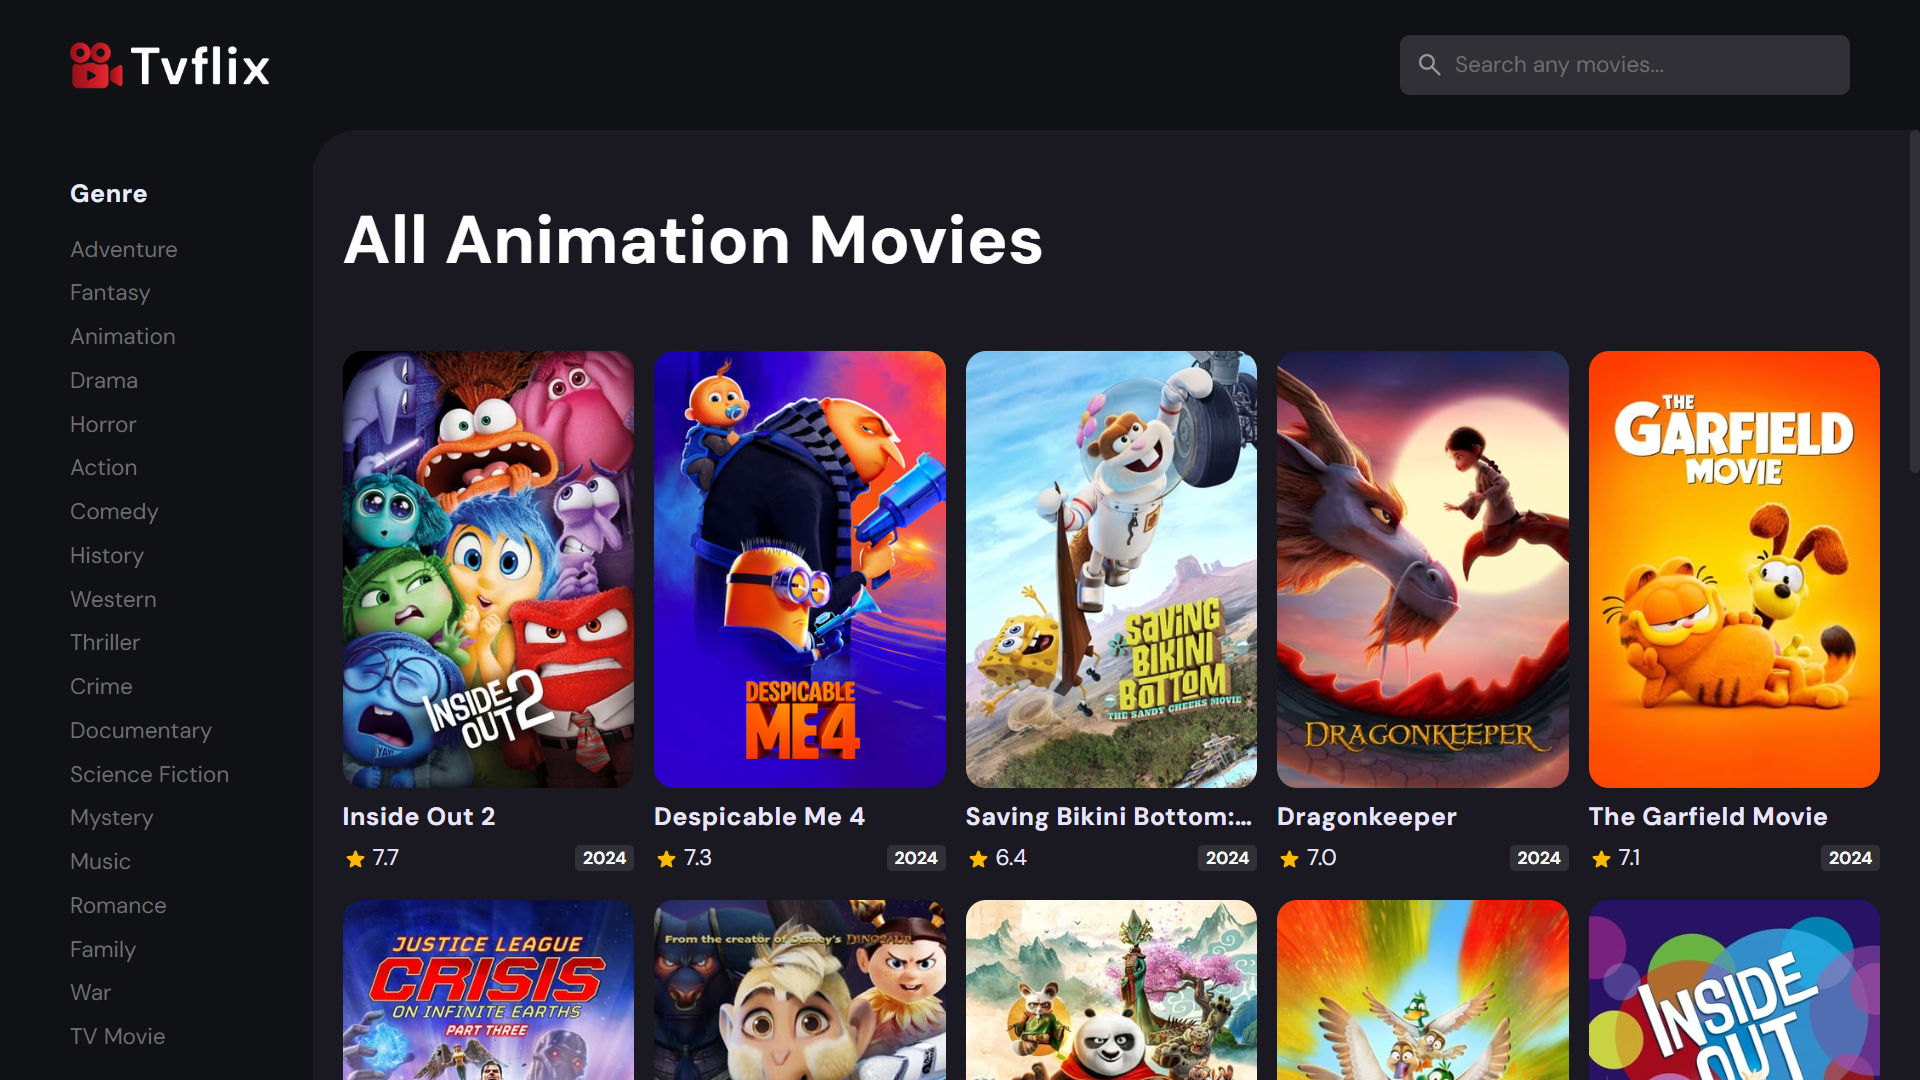 Tvflix
Search any movies...
Genre
Adventure
Fantasy
Animation
Drama
Horror
Action
Comedy
History
Western
Thriller
Crime
Documentary
Science Fiction
Mystery
Music
Romance
Family
War
TV Movie
All Animation Movies
INSIDE
OUT 2
YAY!
DESPICABLE
ME4
SAVING
BIKINI
BOTTOM
THE SANDY CHEEKS MOVIE
DRAGONKEEPER
THE
GARFIELD
MOVIE
Inside Out 2
7.7
2024
Despicable Me 4
7.3
2024
Saving Bikini Bottom:...
6.4
2024
Dragonkeeper
7.0
2024
The Garfield Movie
7.1
2024
JUSTICE LEAGUE
CRISIS
ON INFINITE EARTHS
PART THREE
From the creator of Disney's DINOSAUR
INSIDE
OUT